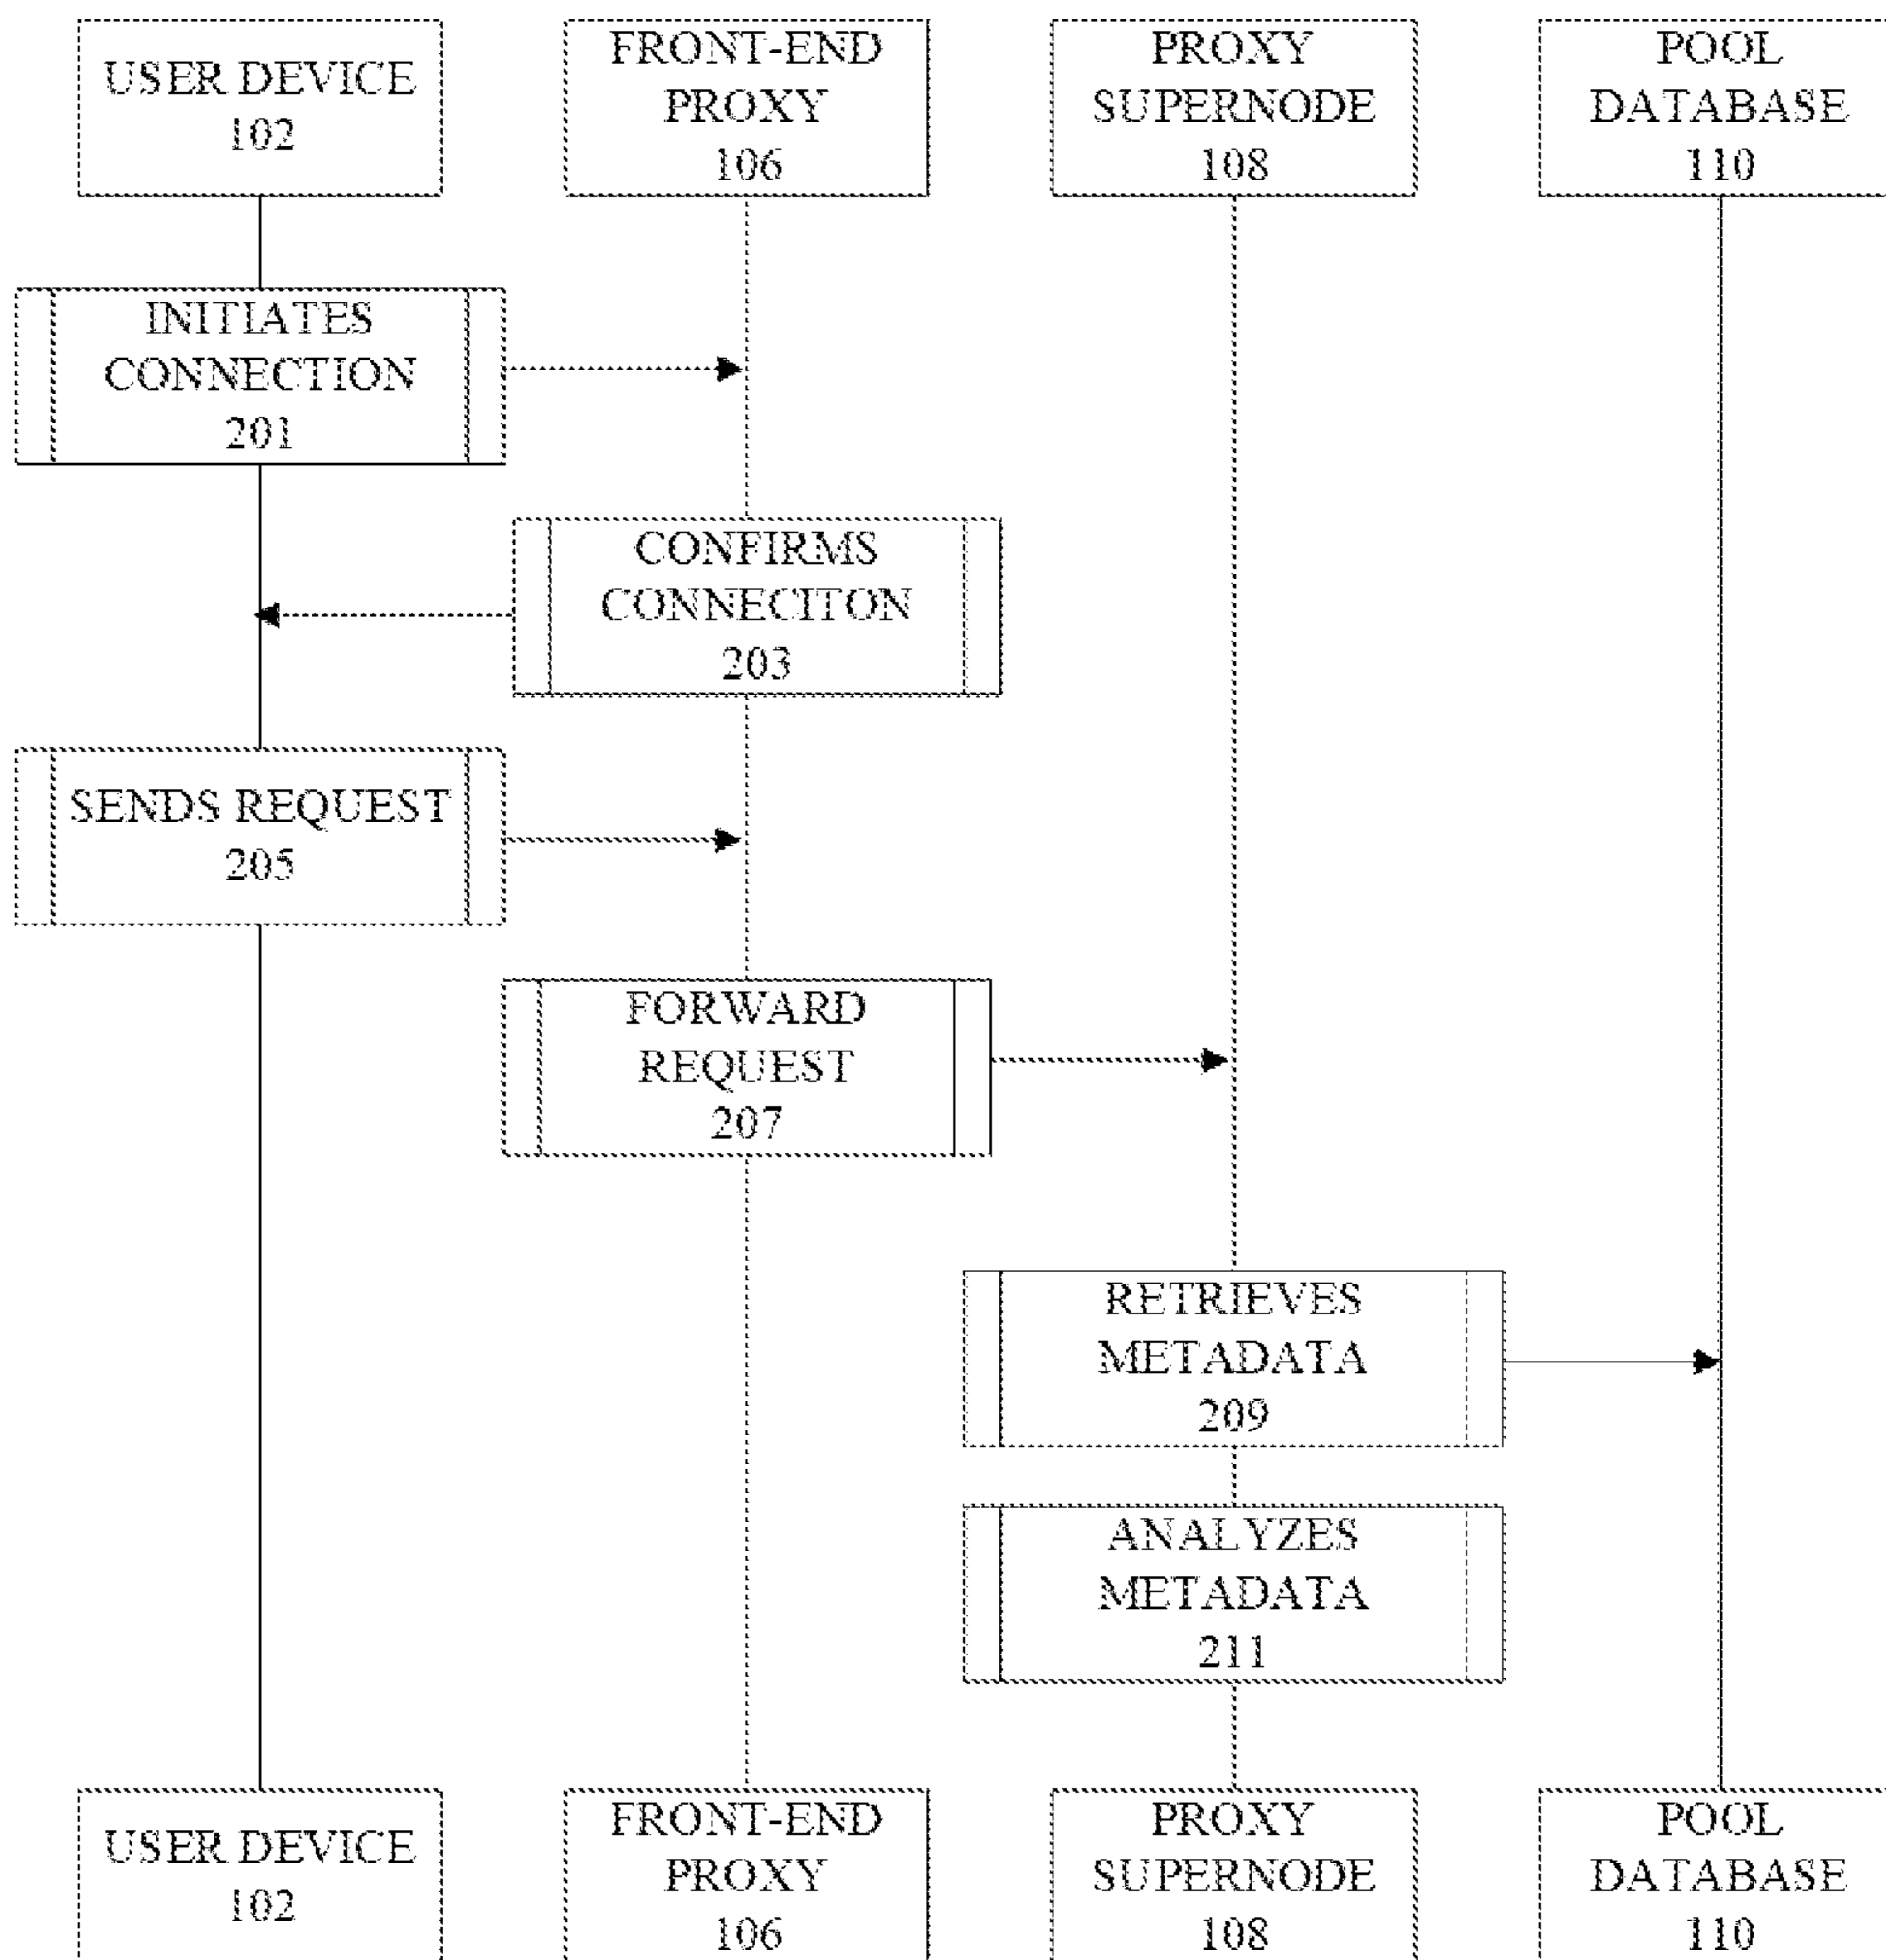 USER DEVICE
102
FRONT-END
PROXY
106
PROXY
SUPERNODE
108
POOL
DATABASE
110
INITIATES
CONNECTION
201
CONFIRMS
CONNECITON
203
SENDS REQUEST
205
FORWARD
REQUEST
207
RETRIEVES
METADATA
209
ANALYZES
METADATA
211
USER DEVICE
102
FRONT-END
PROXY
106
PROXY
SUPERNODE
108
POOL
DATABASE
110